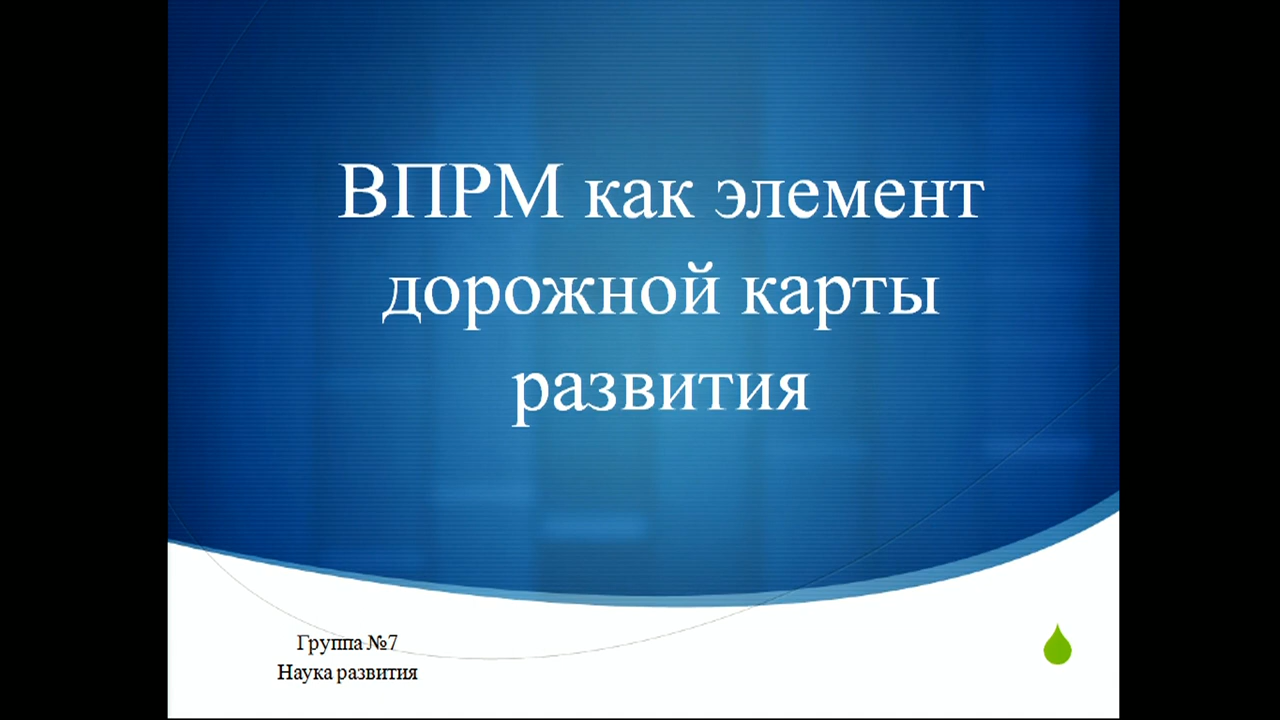 ВПРМ как элемент
дорожной карты
развития
Группа №7
Наука развития